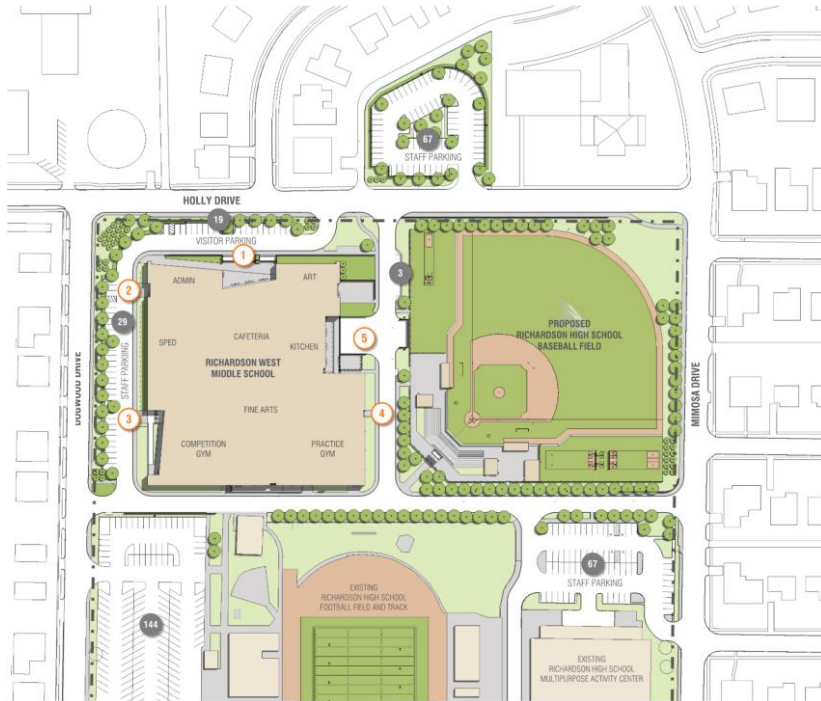 67
STAFF PARKING
HOLLY DRIVE
19
VISITOR PARKING
1
ADMIN
ART
2
3
29
STAFF PARKING
DOGWOOD DRIVE
SPED
CAFETERIA
KITCHEN
5
RICHARDSON WEST
MIDDLE SCHOOL
PROPOSED
RICHARDSON HIGH SCHOOL
BASEBALL FIELD
MIMOSA DRIVE
FINE ARTS
3
4
COMPETITION
GYM
PRACTICE
GYM
144
EXISTING
RICHARDSON HIGH SCHOOL
FOOTBALL FIELD AND TRACK
67
STAFF PARKING
EXISTING
RICHARDSON HIGH SCHOOL
MULTIPURPOSE ACTIVITY CENTER